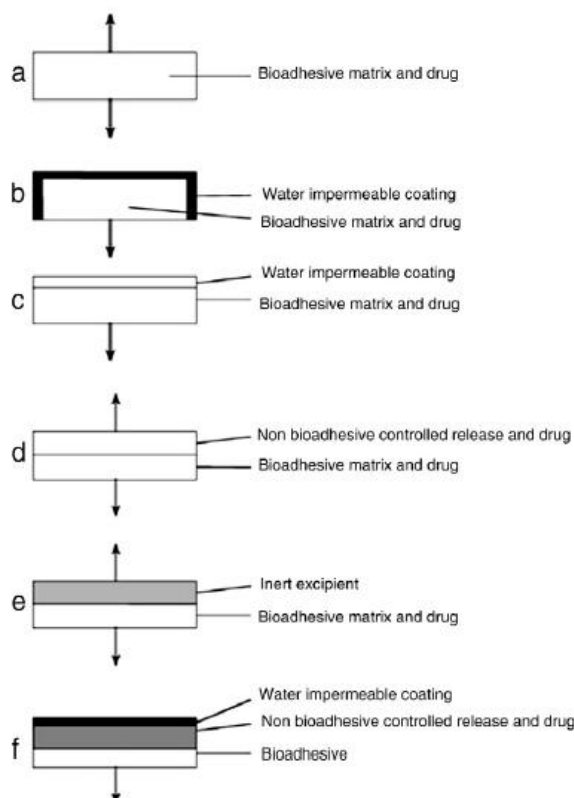 a
Bioadhesive matrix and drug
b
Water impermeable coating
Bioadhesive matrix and drug
c
Water impermeable coating
Bioadhesive matrix and drug
d
Non bioadhesive controlled release and drug
Bioadhesive matrix and drug
e
Inert excipient
Bioadhesive matrix and drug
f
Water impermeable coating
Non bioadhesive controlled release and drug
Bioadhesive